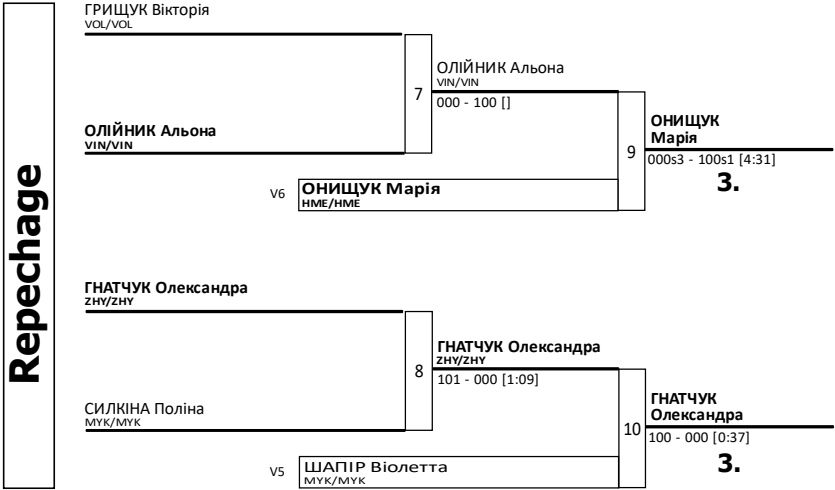 Repechage
ГРИЩУК Вікторія
VOL/VOL
ОЛІЙНИК Альона
VIN/VIN
7
ОЛІЙНИК Альона
VIN/VIN
000 - 100 []
V6
ОНИЩУК Марія
HME/HME
9
ОНИЩУК
Марія
000s3 - 100s1 [4:31]
3.
ГНАТЧУК Олександра
ZHY/ZHY
СИЛКІНА Поліна
MYK/MYK
8
ГНАТЧУК Олександра
ZHY/ZHY
101 - 000 [1:09]
V5
ШАПІР Віолетта
MYK/MYK
10
ГНАТЧУК
Олександра
100 - 000 [0:37]
3.